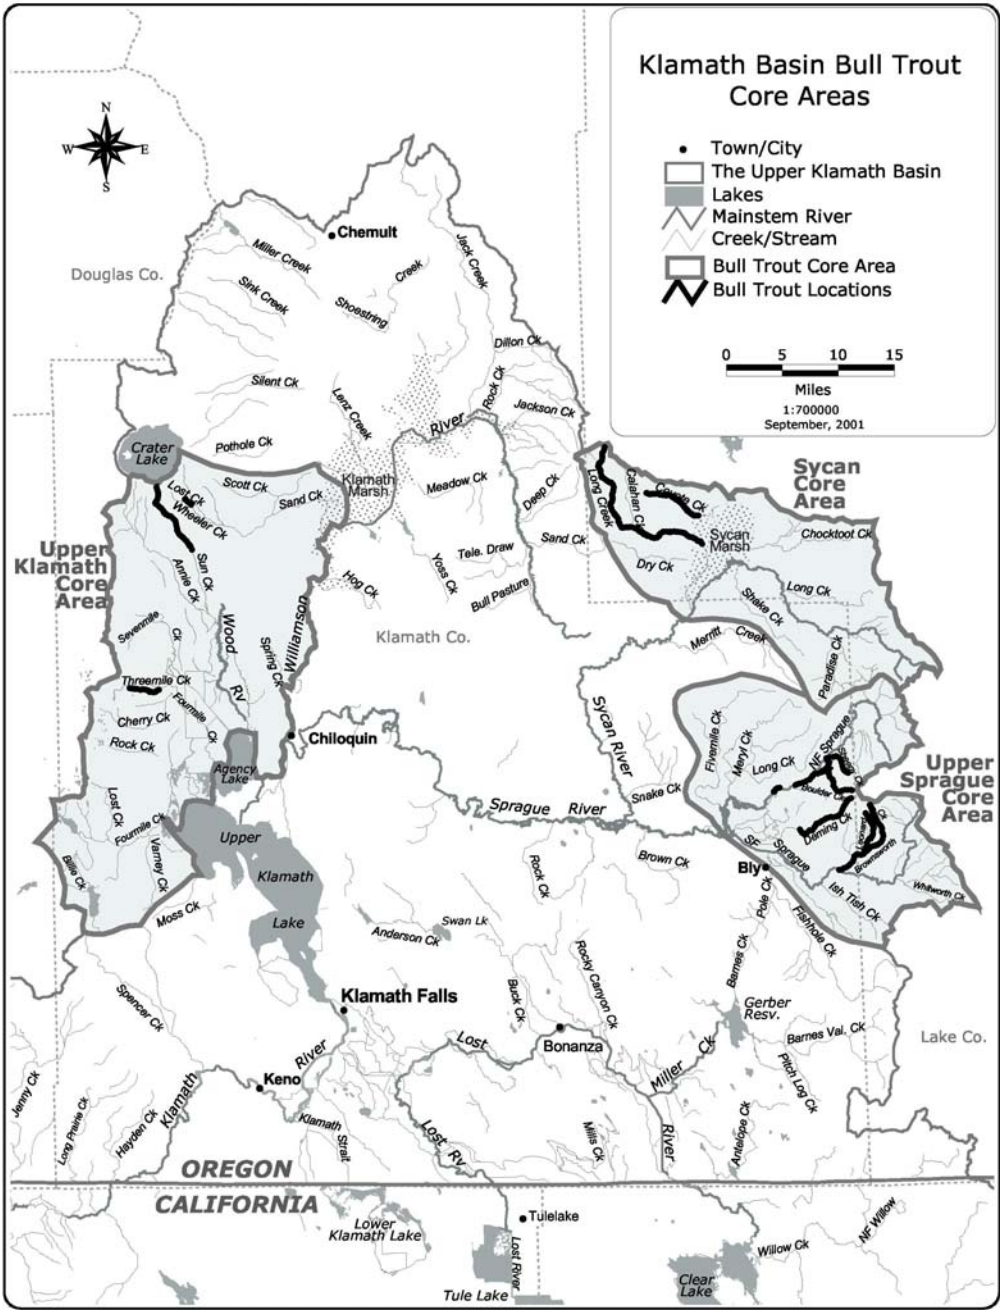 Klamath Basin Bull Trout
Core Areas
Town/City
The Upper Klamath Basin
Lakes
Mainstem River
Creek/Stream
Bull Trout Core Area
Bull Trout Locations
0 5 10 15
Miles
1:700000
September, 2001
N
W E
S
Chemult
Douglas Co.
Miller Creek
Jack Creek
Creek
Sink Creek
Shoestring
Dillon Ck
Silent Ck
Rock Ck
Lenz Creek
Jackson Ck
River
Pothole Ck
Crater
Lake
Klamath
Marsh
Meadow Ck
Deep Ck
Scott Ck
Sand Ck
Lost Ck
Wheeler Ck
Sycan
Core
Area
Long Creek
Calahan Ck
Coyote Ck
Sycan
Marsh
Chocktoot Ck
Sand Ck
Tele. Draw
Dry Ck
Upper
Klamath
Core
Area
Annie Ck
Sun Ck
Hog Ck
Yoss Ck
Bull Pasture
Long Ck
Shake Ck
Sevenmile
Ck
Wood
Rv
Spring Ck
Williamson
Klamath Co.
Merritt Creek
Paradise Ck
Threemile Ck
Fourmile
Ck
Cherry Ck
Rock Ck
Chiloquin
Sycan River
Fivemile Ck
Meryl Ck
Long Ck
NF Sprague
Agency
Lake
Upper
Sprague
Core
Area
Boulder Ck
Snake Ck
Sprague River
Lost Ck
Fourmile Ck
Varney Ck
Billie Ck
Upper
Klamath
Lake
Deming Ck
Leonard
Ck
Brownsworth
SF
Sprague
Rock Ck
Brown Ck
Bly
Ish Tish Ck
Whitworth Ck
Pole Ck
Fishhole Ck
Moss Ck
Swan Lk
Anderson Ck
Rocky Canyon Ck
Barnes Ck
Buck Ck
Spencer Ck
Klamath Falls
Gerber
Resv.
Bonanza
Lost
Barnes Val. Ck
Lake Co.
River
Keno
Miller Ck
Pitch Log Ck
Jenny Ck
Long Prairie Ck
Hayden Ck
Klamath
Klamath
Strait
Lost Rv
Mills Ck
River
Antelope Ck
OREGON
CALIFORNIA
Lower
Klamath Lake
Tulelake
Lost River
Tule Lake
Clear
Lake
Willow Ck
NF Willow